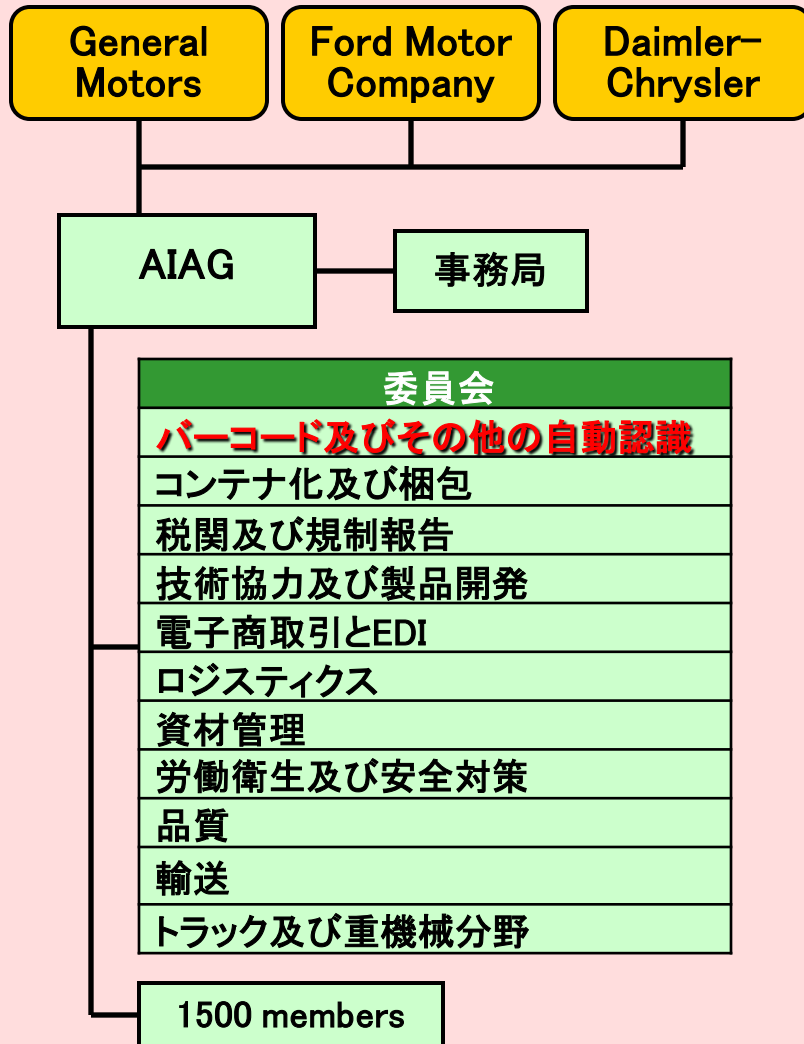 General
Motors
Ford Motor
Company
Daimler-
Chrysler
AIAG
事務局
委員会
バーコード及びその他の自動認識
コンテナ化及び梱包
税関及び規制報告
技術協力及び製品開発
電子商取引とEDI
ロジスティクス
資材管理
労働衛生及び安全対策
品質
輸送
トラック及び重機械分野
1500 members